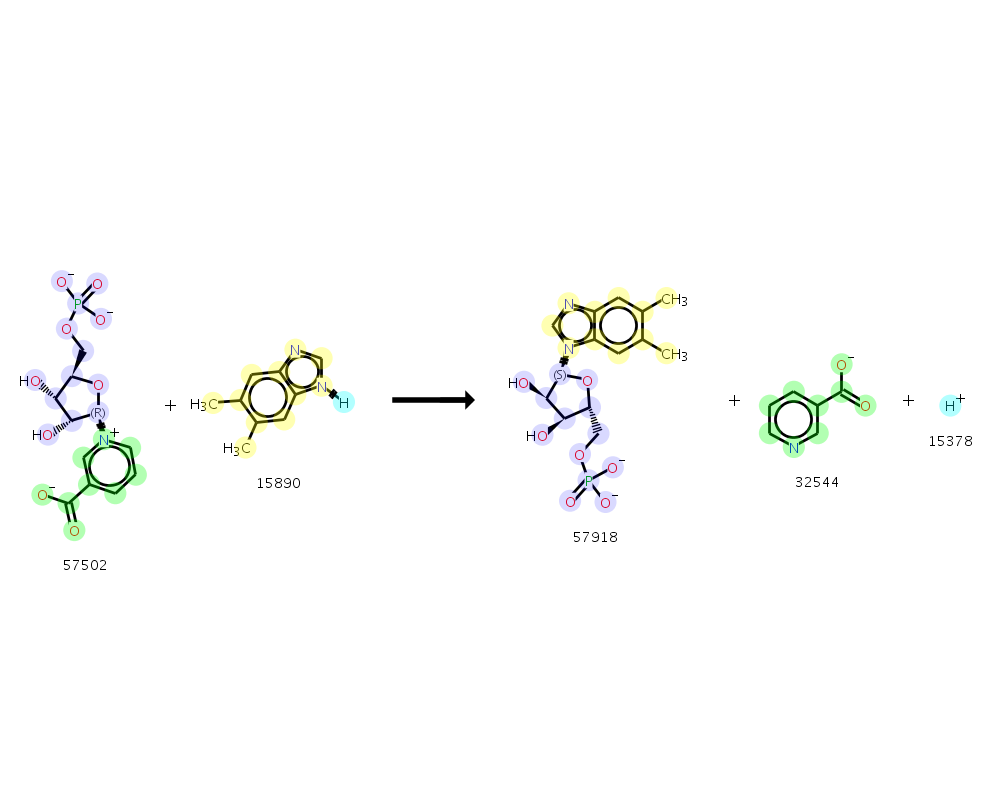 O⁻ O
P
O O⁻
HO O
HO (R)
N⁺
O⁻
O
57502
+
N
H₃C N H
H₃C
15890
N CH₃
N CH₃
HO (S) O
HO
O O⁻
P
O O⁻
57918
+
O⁻
O
N
32544
+
H⁺
15378